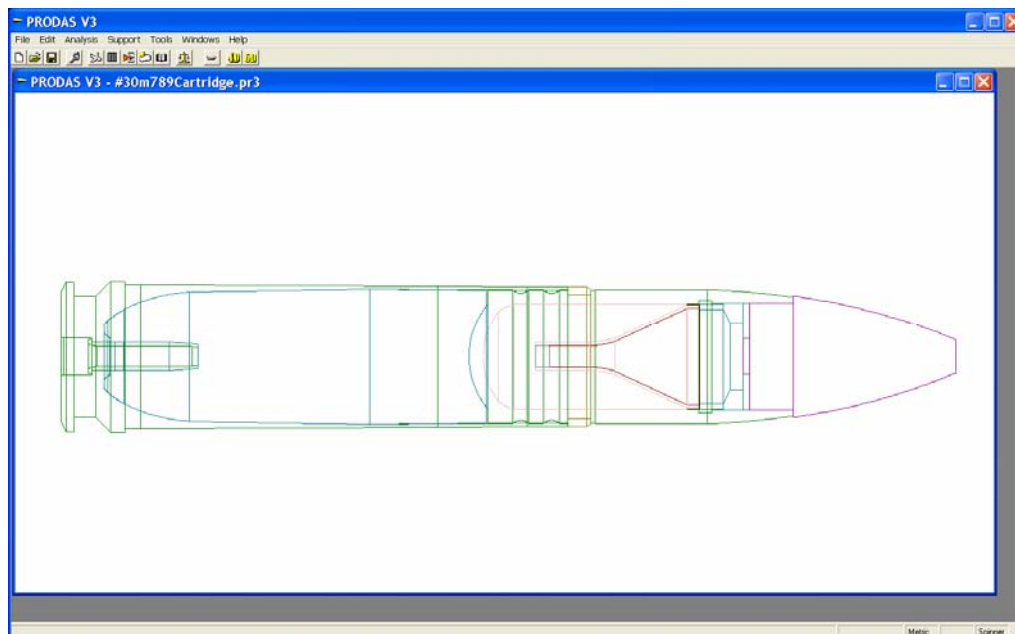 PRODAS V3
File Edit Analysis Support Tools Windows Help
PRODAS V3 - #30m789Cartridge.pr3
Metric Spinner